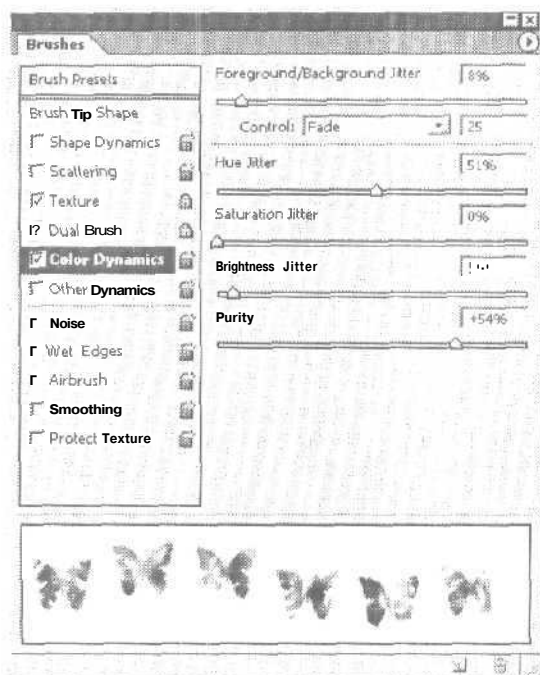 Brushes
Brush Presets
Brush Tip Shape
Shape Dynamics
Scattering
Texture
Dual Brush
Color Dynamics
Other Dynamics
Noise
Wet Edges
Airbrush
Smoothing
Protect Texture
Foreground/Background Jitter 8%
Control: Fade 25
Hue Jitter 51%
Saturation Jitter 0%
Brightness Jitter
Purity +54%